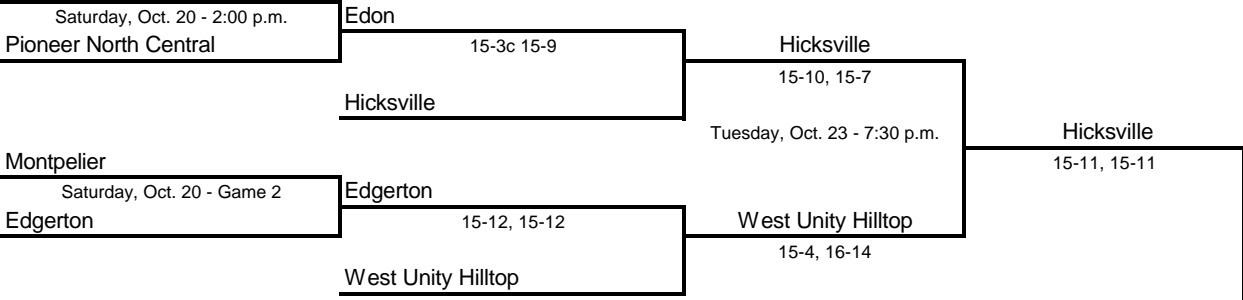 Saturday, Oct. 20 - 2:00 p.m.
Edon
Pioneer North Central
15-3c 15-9
Hicksville
15-10, 15-7
Hicksville
Tuesday, Oct. 23 - 7:30 p.m.
Hicksville
Montpelier
15-11, 15-11
Saturday, Oct. 20 - Game 2
Edgerton
Edgerton
15-12, 15-12
West Unity Hilltop
15-4, 16-14
West Unity Hilltop